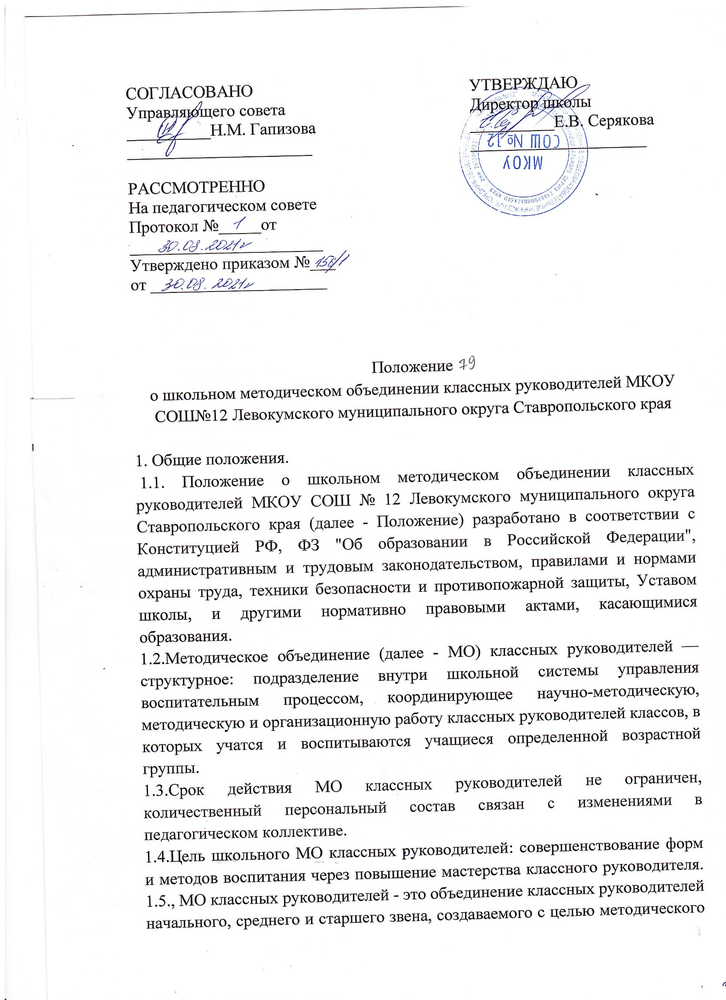 СОГЛАСОВАНО
Управляющего совета
__________Н.М. Гапизова
______________________
РАССМОТРЕННО
На педагогическом совете
Протокол №_1_от
30.08.2021г
Утверждено приказом №
от 30.08.2021г
УТВЕРЖДАЮ
Директор школы
__________Е.В. Серякова
МКОУ
СОШ № 12
Положение 79
о школьном методическом объединении классных руководителей МКОУ
СОШ№12 Левокумского муниципального округа Ставропольского края
1. Общие положения.
1.1. Положение о школьном методическом объединении классных
руководителей МКОУ СОШ № 12 Левокумского муниципального округа
Ставропольского края (далее - Положение) разработано в соответствии с
Конституцией РФ, ФЗ "Об образовании в Российской Федерации",
административным и трудовым законодательством, правилами и нормами
охраны труда, техники безопасности и противопожарной защиты, Уставом
школы, и другими нормативно правовыми актами, касающимися
образования.
1.2.Методическое объединение (далее - МО) классных руководителей —
структурное: подразделение внутри школьной системы управления
воспитательным процессом, координирующее научно-методическую,
методическую и организационную работу классных руководителей классов, в
которых учатся и воспитываются учащиеся определенной возрастной
группы.
1.3.Срок действия МО классных руководителей не ограничен,
количественный персональный состав связан с изменениями в
педагогическом коллективе.
1.4.Цель школьного МО классных руководителей: совершенствование форм
и методов воспитания через повышение мастерства классного руководителя.
1.5., МО классных руководителей - это объединение классных руководителей
начального, среднего и старшего звена, создаваемого с целью методического